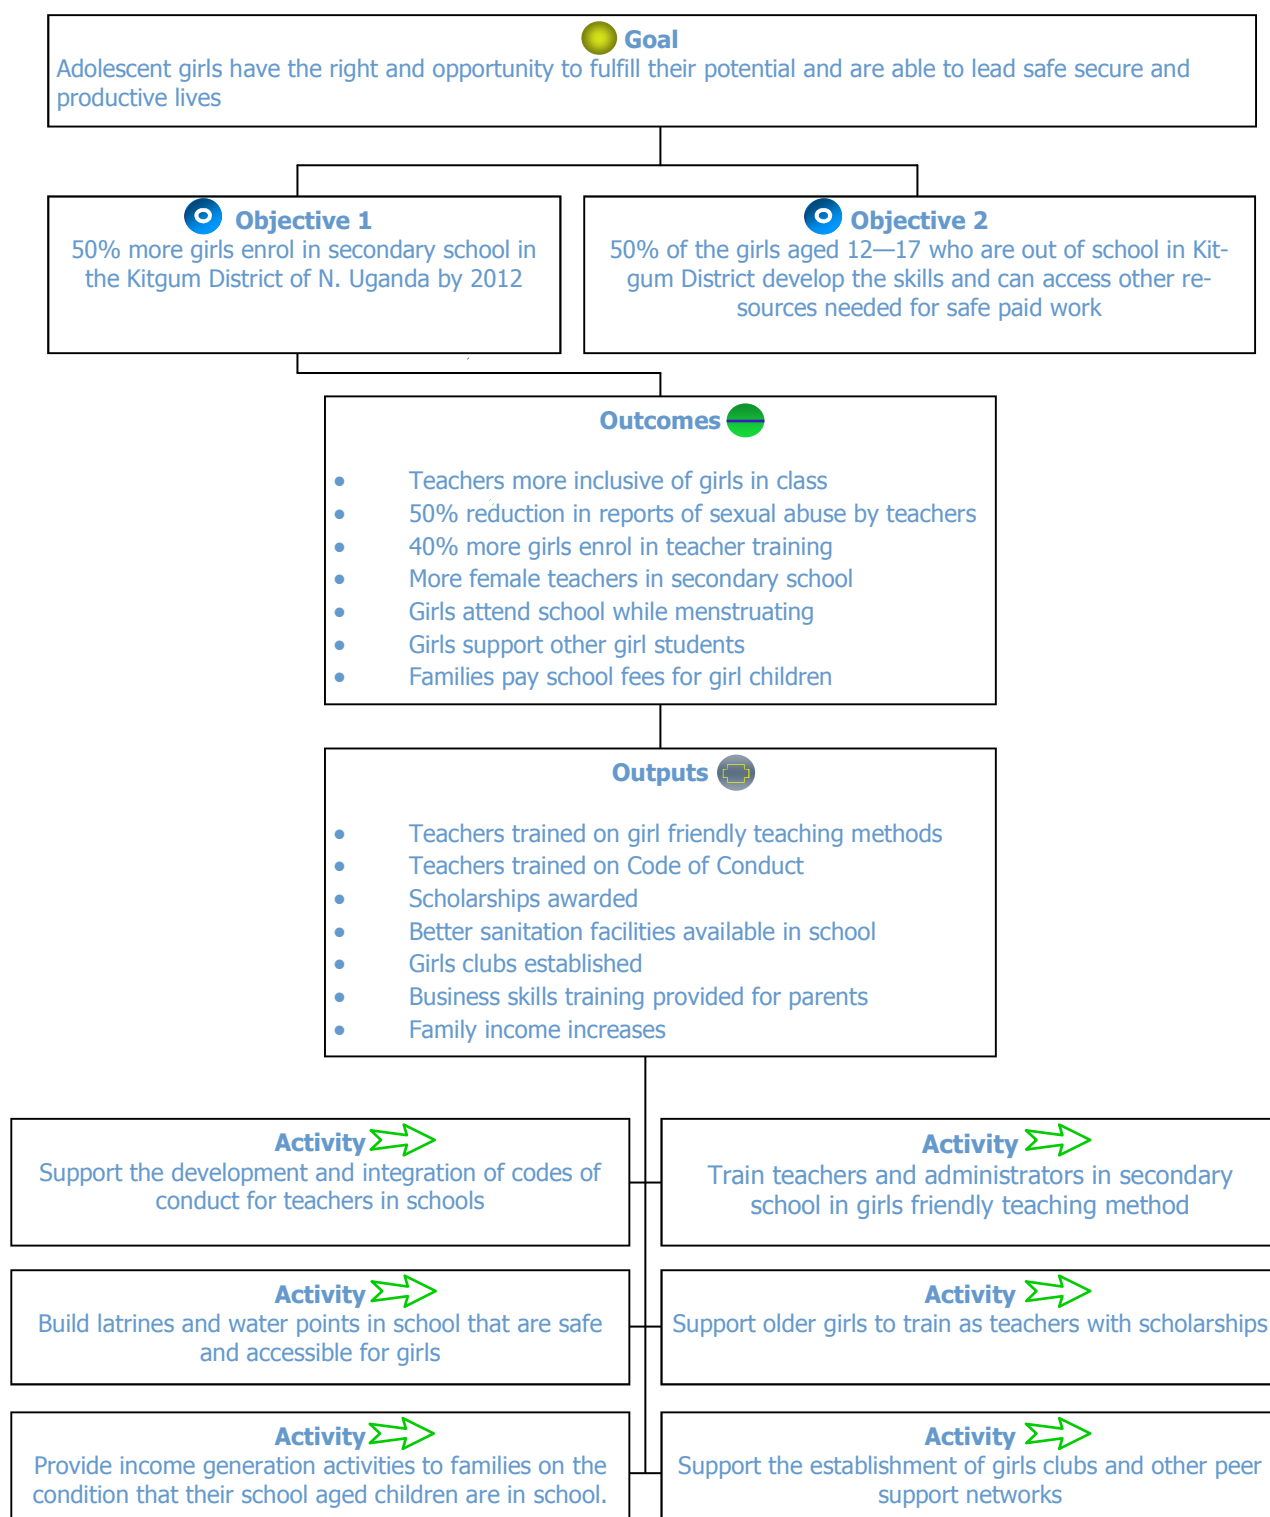 Goal
Adolescent girls have the right and opportunity to fulfill their potential and are able to lead safe secure and
productive lives
Objective 1
50% more girls enrol in secondary school in
the Kitgum District of N. Uganda by 2012
Objective 2
50% of the girls aged 12—17 who are out of school in Kit-
gum District develop the skills and can access other re-
sources needed for safe paid work
Outcomes
• Teachers more inclusive of girls in class
• 50% reduction in reports of sexual abuse by teachers
• 40% more girls enrol in teacher training
• More female teachers in secondary school
• Girls attend school while menstruating
• Girls support other girl students
• Families pay school fees for girl children
Outputs
• Teachers trained on girl friendly teaching methods
• Teachers trained on Code of Conduct
• Scholarships awarded
• Better sanitation facilities available in school
• Girls clubs established
• Business skills training provided for parents
• Family income increases
Activity
Support the development and integration of codes of
conduct for teachers in schools
Activity
Train teachers and administrators in secondary
school in girls friendly teaching method
Activity
Build latrines and water points in school that are safe
and accessible for girls
Activity
Support older girls to train as teachers with scholarships
Activity
Provide income generation activities to families on the
condition that their school aged children are in school.
Activity
Support the establishment of girls clubs and other peer
support networks